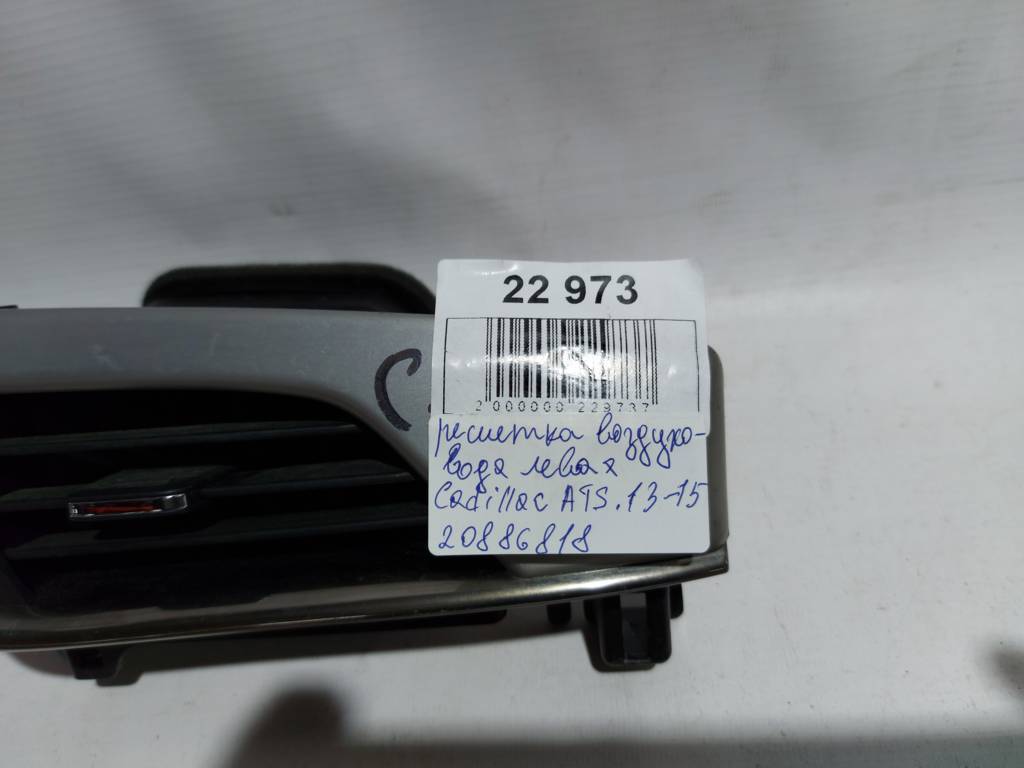 22 973
2 000000 229737
решетка воздухо-
вода левая
Cadillac ATS. 13-15
20886818
С